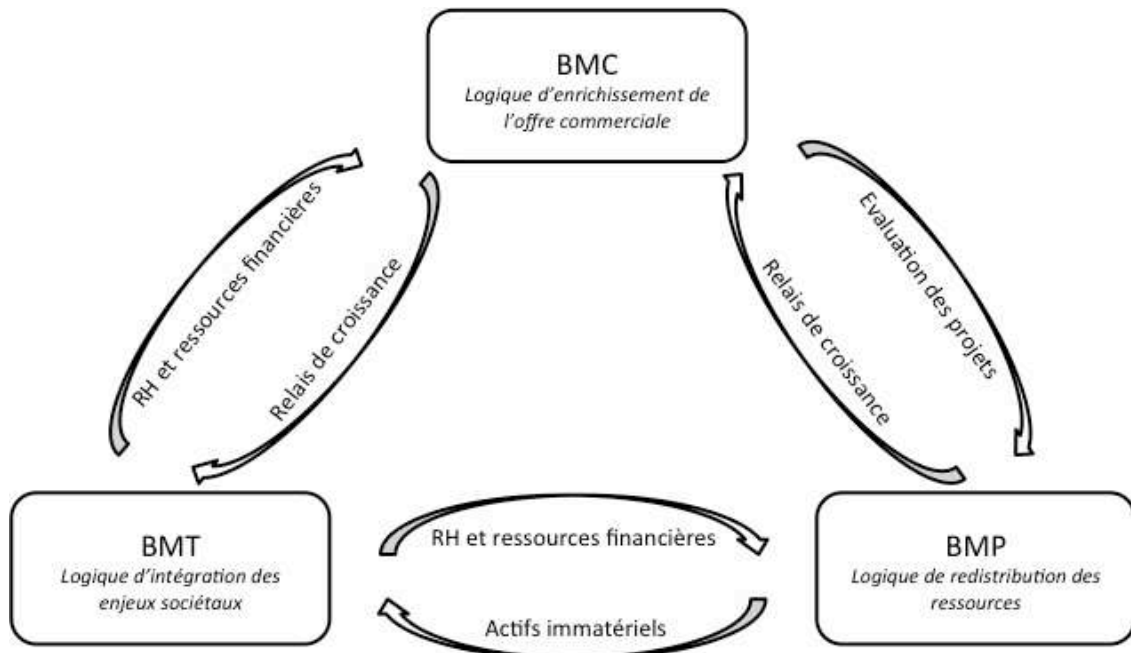 BMC
Logique d'enrichissement de
l'offre commerciale
RH et ressources financières
Relais de croissance
Relais de croissance
Evaluation des projets
BMT
Logique d'intégration des
enjeux sociétaux
RH et ressources financières
Actifs immatériels
BMP
Logique de redistribution des
ressources